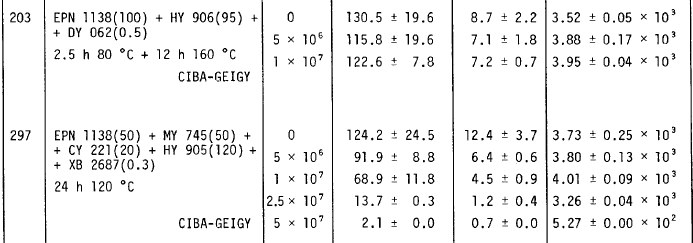 203 EPN 1138(100) + HY 906(95) + 0 130.5 ± 19.6 8.7 ± 2.2 3.52 ± 0.05 × 10³
+ DY 062(0.5) 5 × 10⁶ 115.8 ± 19.6 7.1 ± 1.8 3.88 ± 0.17 × 10³
2.5 h 80 °C + 12 h 160 °C 1 × 10⁷ 122.6 ± 7.8 7.2 ± 0.7 3.95 ± 0.04 × 10³
CIBA-GEIGY
297 EPN 1138(50) + MY 745(50) + 0 124.2 ± 24.5 12.4 ± 3.7 3.73 ± 0.25 × 10³
+ CY 221(20) + HY 905(120) + 5 × 10⁶ 91.9 ± 8.8 6.4 ± 0.6 3.80 ± 0.13 × 10³
+ XB 2687(0.3) 1 × 10⁷ 68.9 ± 11.8 4.5 ± 0.9 4.01 ± 0.09 × 10³
24 h 120 °C 2.5 × 10⁷ 13.7 ± 0.3 1.2 ± 0.4 3.26 ± 0.04 × 10³
CIBA-GEIGY 5 × 10⁷ 2.1 ± 0.0 0.7 ± 0.0 5.27 ± 0.00 × 10²